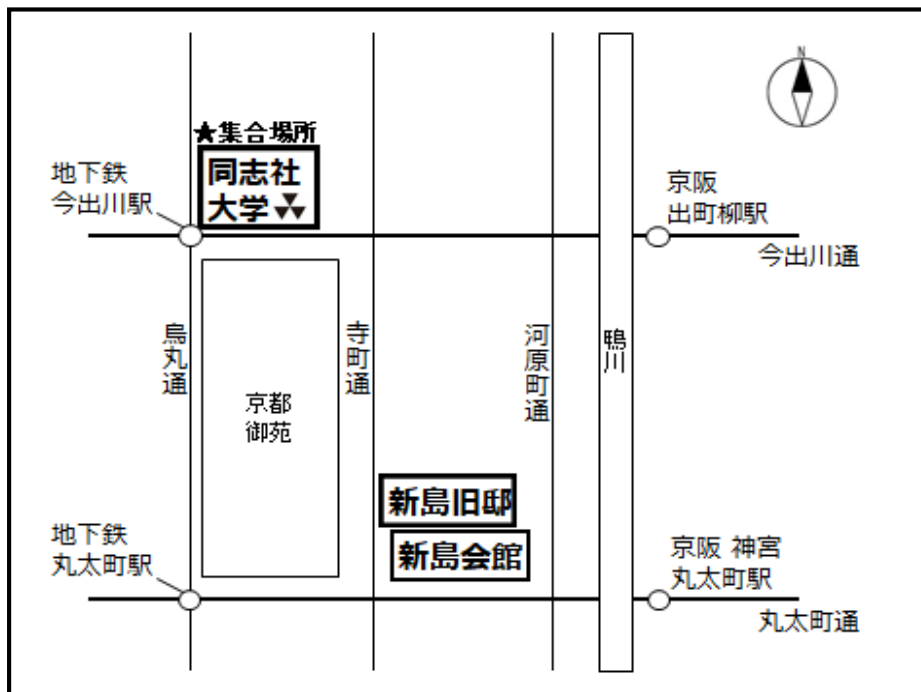 N
★集合場所
同志社
大学
地下鉄
今出川駅
京阪
出町柳駅
今出川通
烏丸通
寺町通
河原町通
鴨川
京都
御苑
新島旧邸
新島会館
地下鉄
丸太町駅
京阪 神宮
丸太町駅
丸太町通